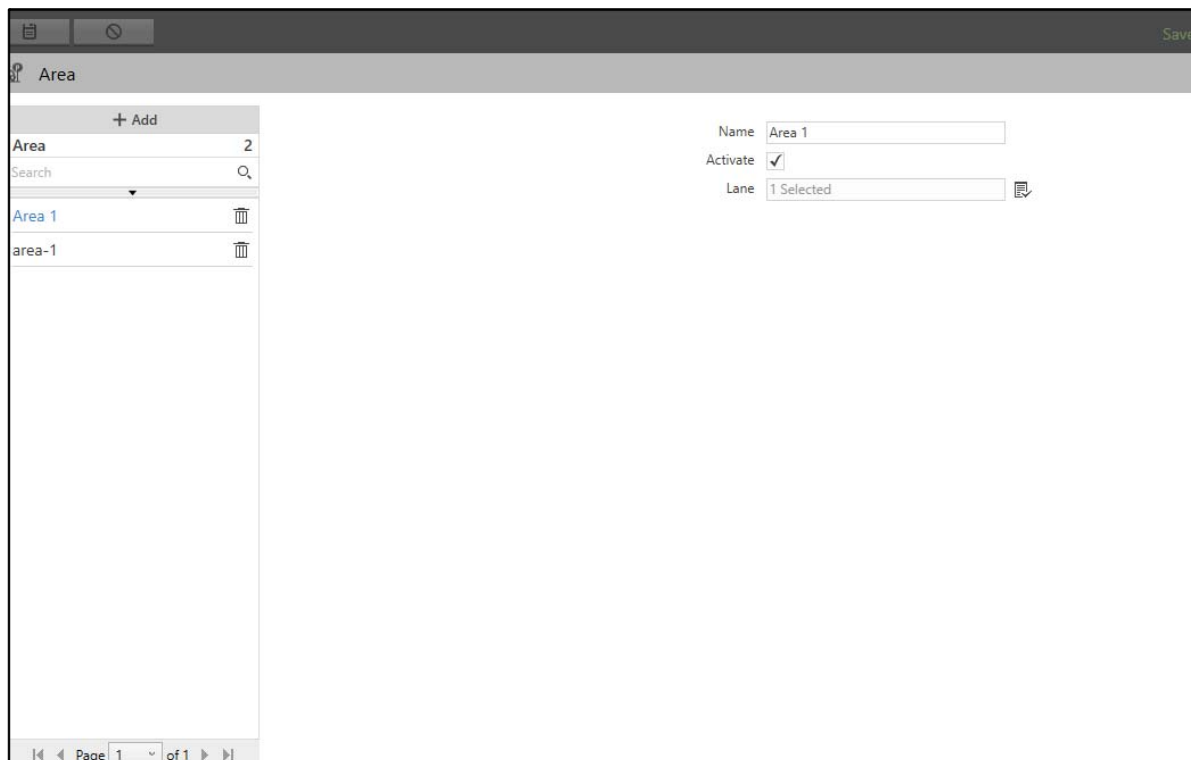 Save
Area
+ Add
Area 2
Search
Area 1
area-1
Page 1 of 1
Name Area 1
Activate
Lane 1 Selected